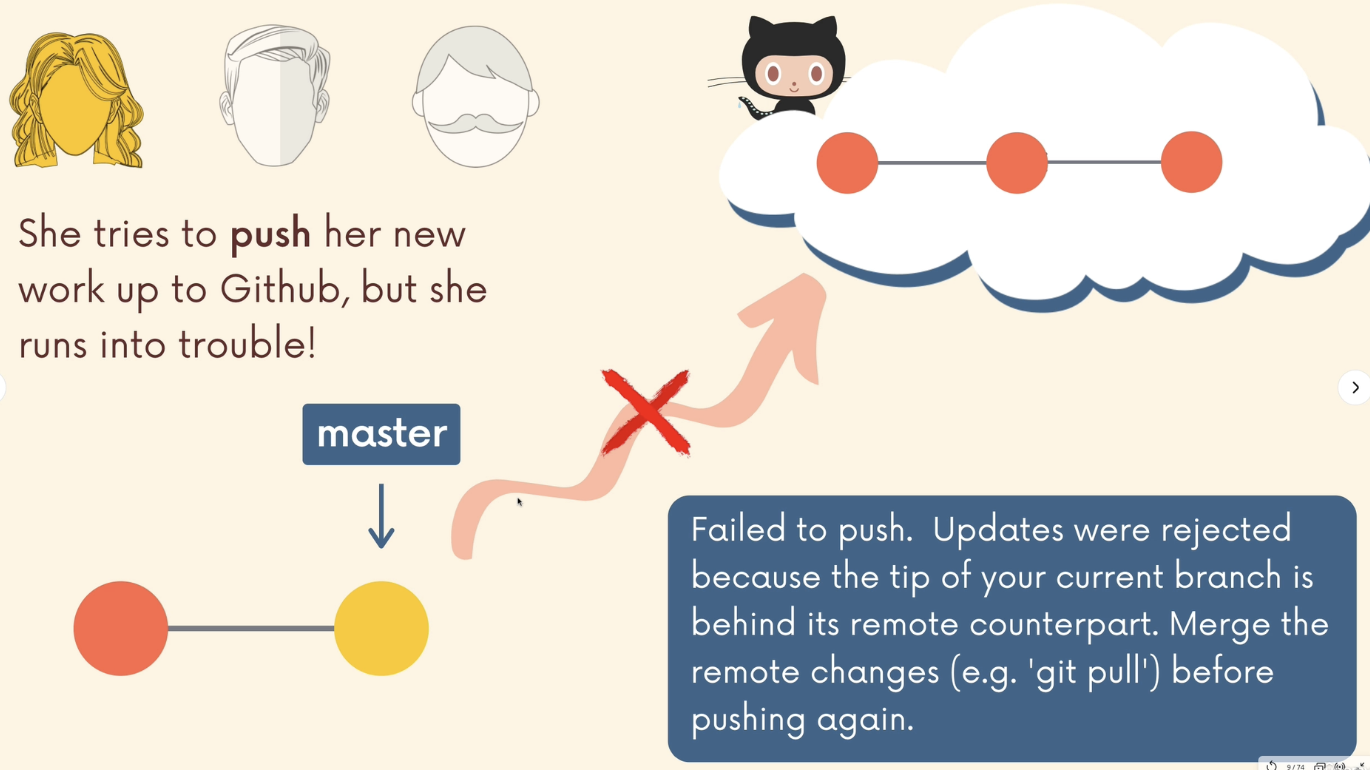 She tries to push her new
work up to Github, but she
runs into trouble!
master
Failed to push.  Updates were rejected
because the tip of your current branch is
behind its remote counterpart. Merge the
remote changes (e.g. 'git pull') before
pushing again.
9/74